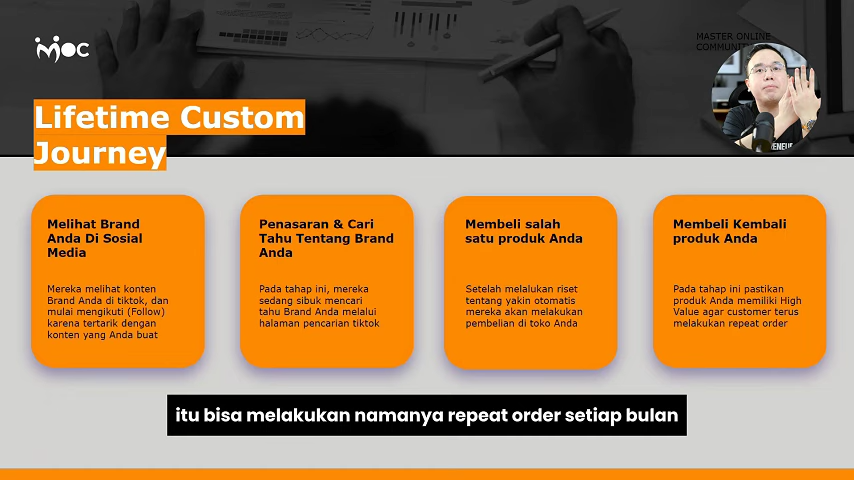 MOC
MASTER ONLINE
Lifetime Custom
Journey
Melihat Brand
Anda Di Sosial
Media
Mereka melihat konten
Brand Anda di tiktok, dan
mulai mengikuti (Follow)
karena tertarik dengan
konten yang Anda buat
Penasaran & Cari
Tahu Tentang Brand
Anda
Pada tahap ini, mereka
sedang sibuk mencari
tahu Brand Anda melalui
halaman pencarian tiktok
Membeli salah
satu produk Anda
Setelah melalukan riset
tentang yakin otomatis
mereka akan melakukan
pembelian di toko Anda
Membeli Kembali
produk Anda
Pada tahap ini pastikan
produk Anda memiliki High
Value agar customer terus
melakukan repeat order
itu bisa melakukan namanya repeat order setiap bulan